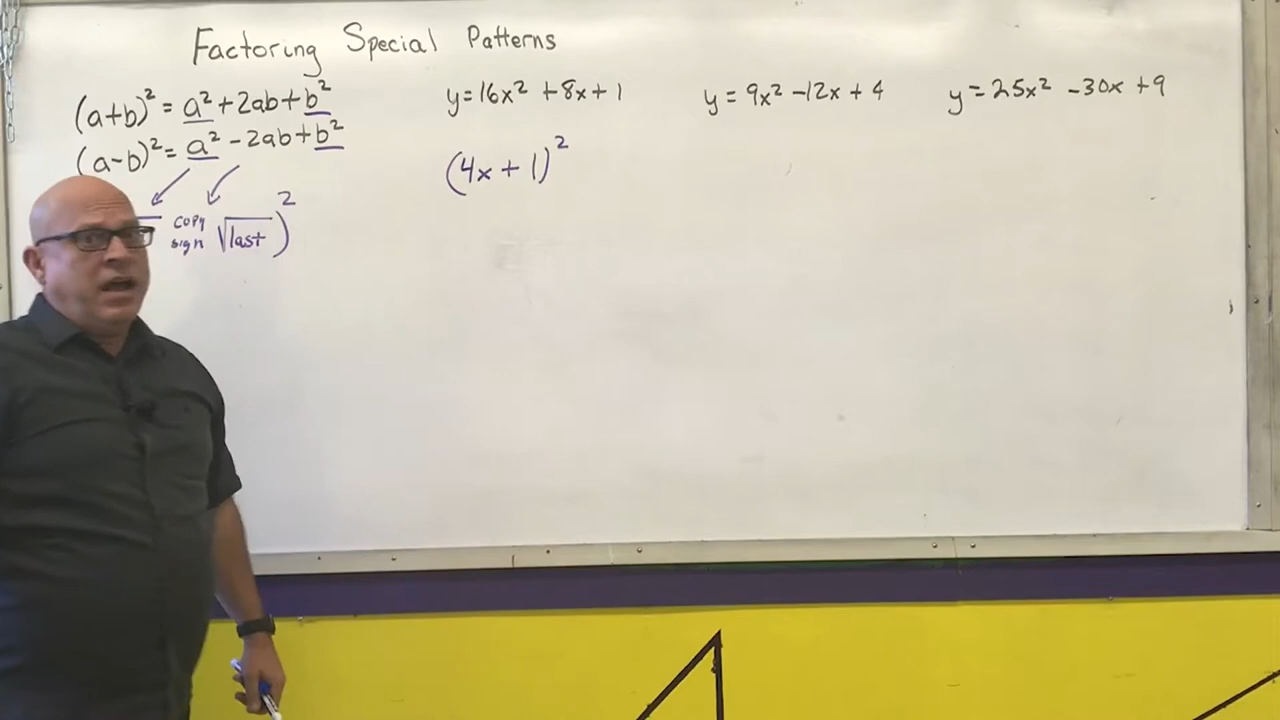 Factoring Special Patterns
(a+b)² = a² + 2ab + b²
(a-b)² = a² - 2ab + b²
copy sign √last )²
y = 16x² + 8x + 1
(4x + 1)²
y = 9x² - 12x + 4
y = 25x² - 30x + 9